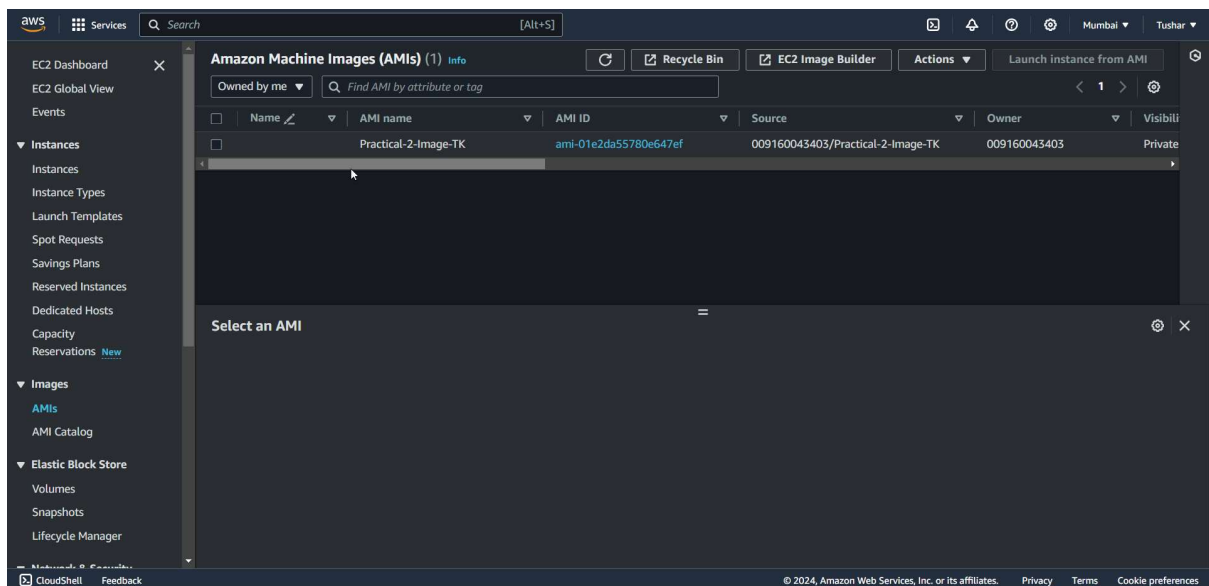 aws Services Search [Alt+S] Mumbai Tushar
EC2 Dashboard
EC2 Global View
Events
Instances
Instances
Instance Types
Launch Templates
Spot Requests
Savings Plans
Reserved Instances
Dedicated Hosts
Capacity
Reservations New
Images
AMIs
AMI Catalog
Elastic Block Store
Volumes
Snapshots
Lifecycle Manager
Network & Security
Amazon Machine Images (AMIs) (1) Info Recycle Bin EC2 Image Builder Actions Launch instance from AMI
Owned by me Find AMI by attribute or tag 1
Name AMI name AMI ID Source Owner Visibili
Practical-2-Image-TK ami-01e2da55780e647ef 009160043403/Practical-2-Image-TK 009160043403 Private
Select an AMI
CloudShell Feedback © 2024, Amazon Web Services, Inc. or its affiliates. Privacy Terms Cookie preferences